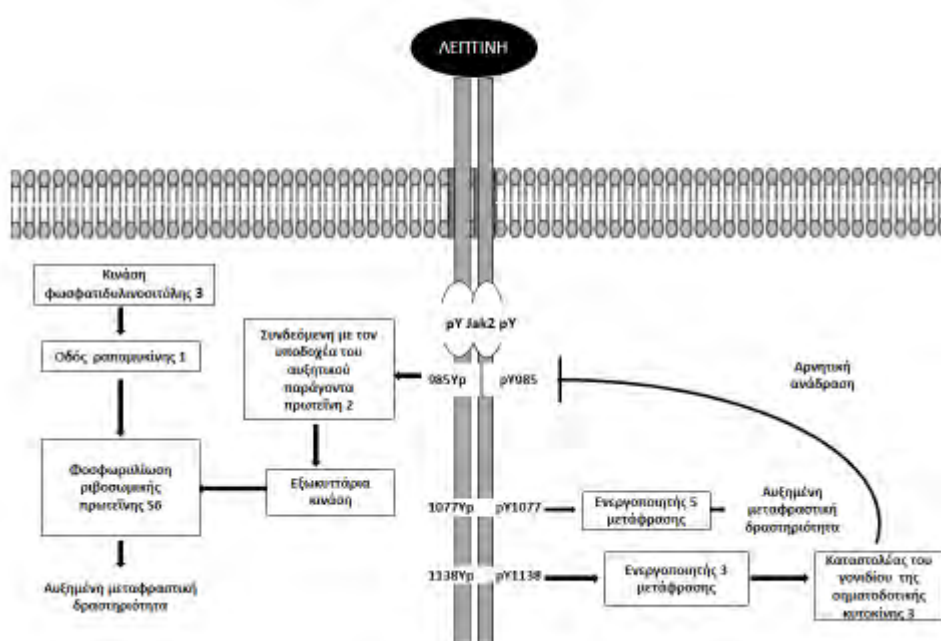 ΛΕΠΤΙΝΗ
Κινάση
φωσφατιδυλινοσιτόλης 3
Οδός ραπαμυκίνης 1
Φοσφωρυλίωση
ριβοσωμικής
πρωτεΐνης S6
Αυξημένη μεταφραστική
δραστηριότητα
Συνδεόμενη με τον
υποδοχέα του
αυξητικού
παράγοντα
πρωτεΐνη 2
Εξωκυττάρια
κινάση
pY Jak2 pY
985Yp
pY985
1077Yp
pY1077
1138Yp
pY1138
Ενεργοποιητής 5
μετάφρασης
Αυξημένη
μεταφραστική
δραστηριότητα
Ενεργοποιητής 3
μετάφρασης
Καταστολέας του
γονιδίου της
σηματοδοτικής
κυτοκίνης 3
Αρνητική
ανάδραση